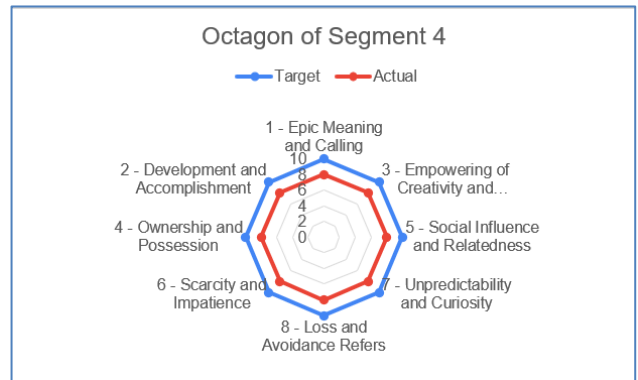 Octagon of Segment 4
Target Actual
1 - Epic Meaning
and Calling
2 - Development and
Accomplishment
3 - Empowering of
Creativity and...
4 - Ownership and
Possession
5 - Social Influence
and Relatedness
6 - Scarcity and
Impatience
7 - Unpredictability
and Curiosity
8 - Loss and
Avoidance Refers
10
8
6
4
2
0